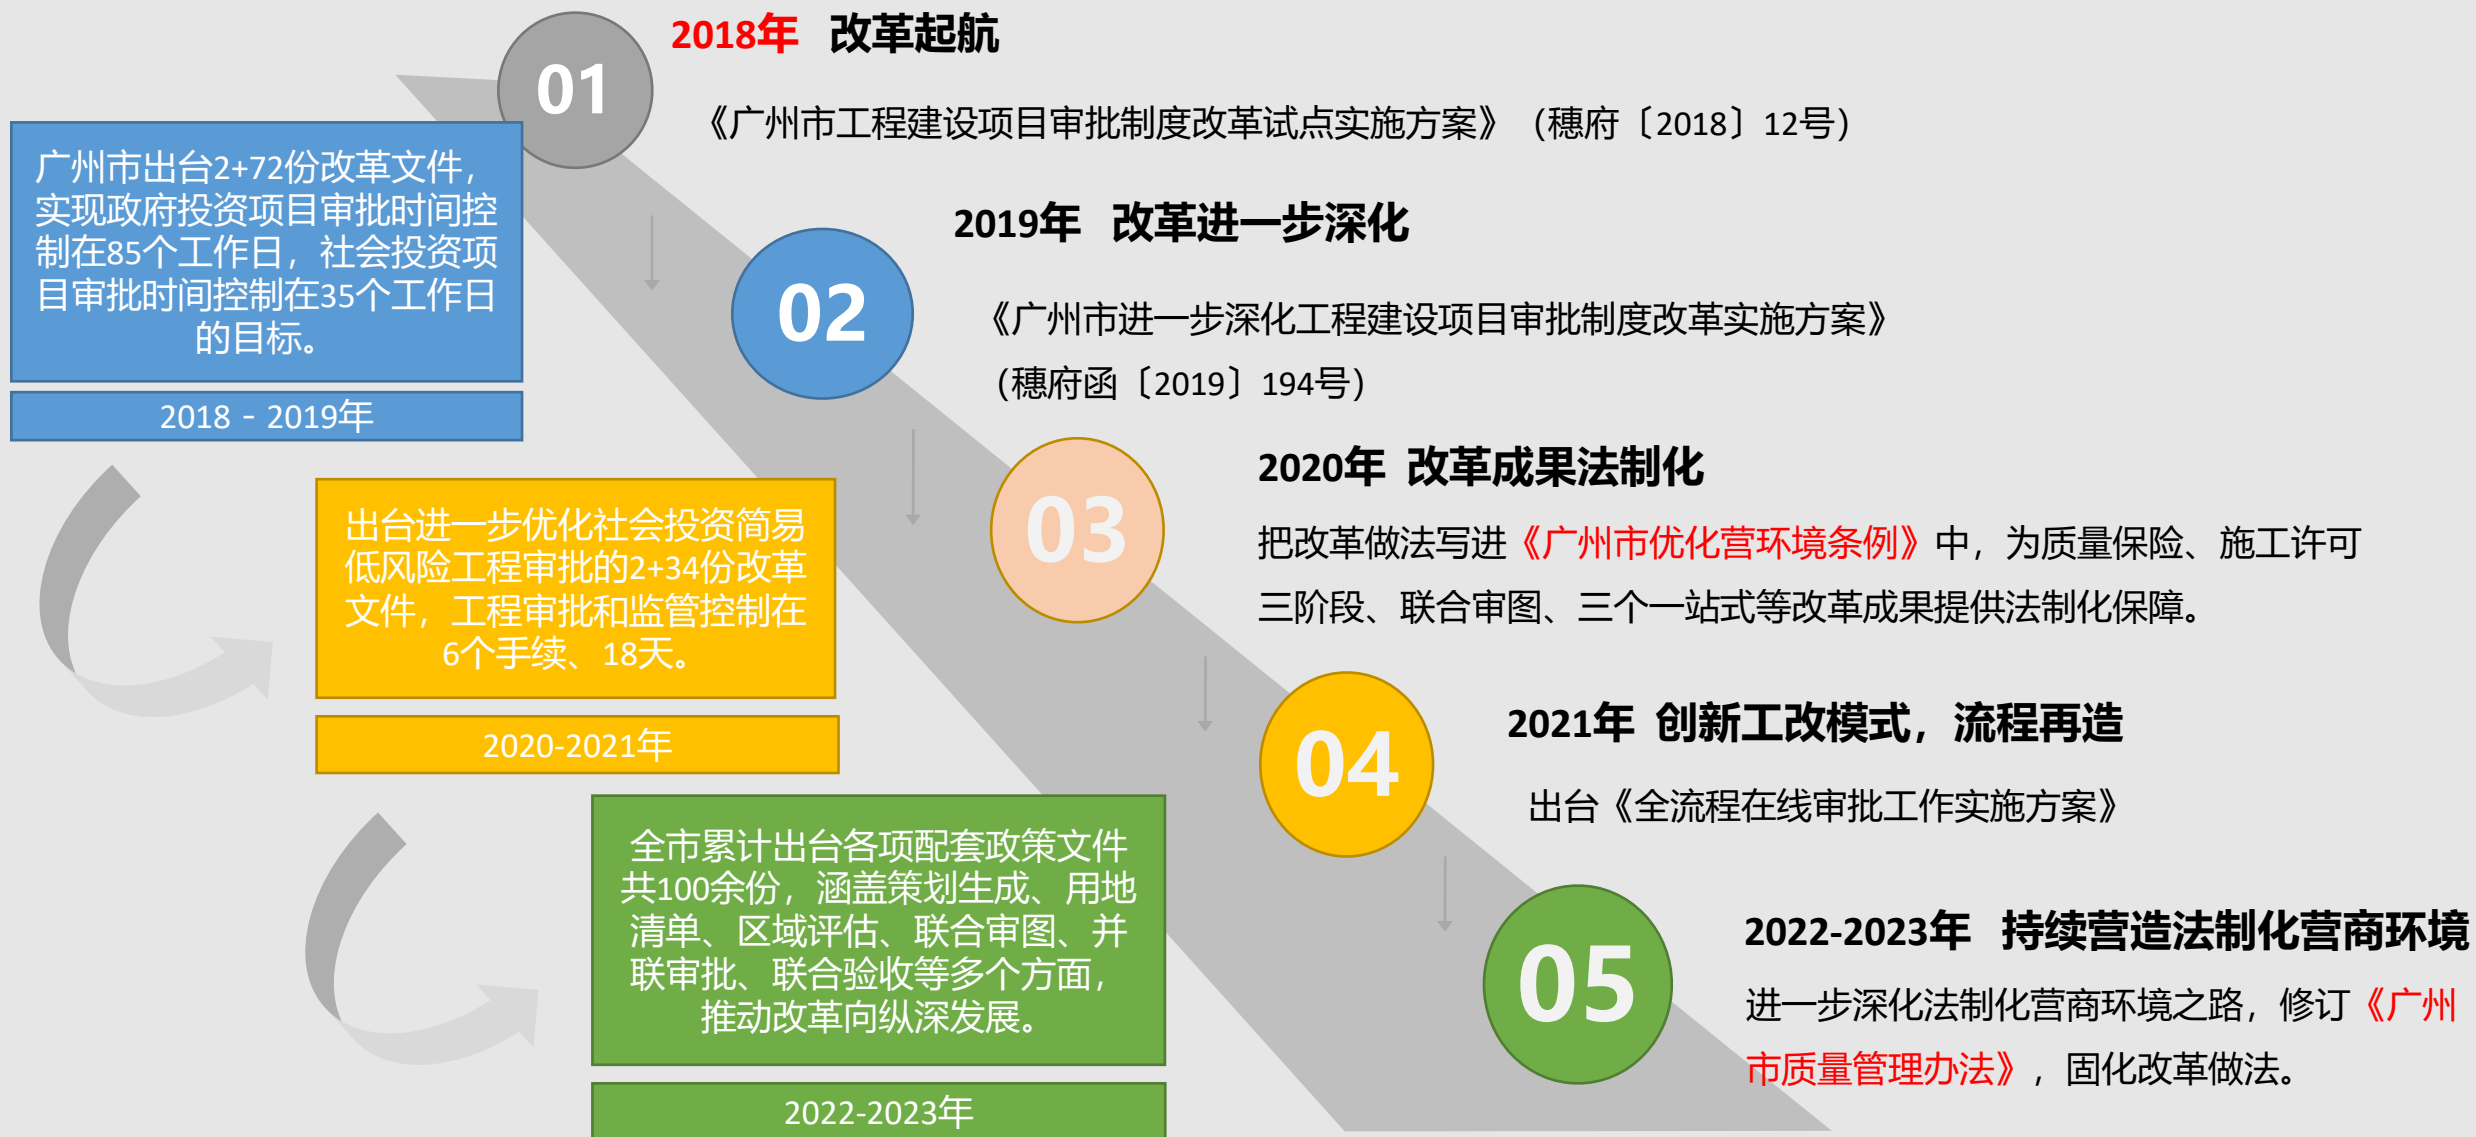 01
2018年 改革起航
《广州市工程建设项目审批制度改革试点实施方案》（穗府〔2018〕12号）
02
2019年 改革进一步深化
《广州市进一步深化工程建设项目审批制度改革实施方案》
（穗府函〔2019〕194号）
03
2020年 改革成果法制化
把改革做法写进《广州市优化营环境条例》中，为质量保险、施工许可
三阶段、联合审图、三个一站式等改革成果提供法制化保障。
04
2021年 创新工改模式，流程再造
出台《全流程在线审批工作实施方案》
05
2022-2023年 持续营造法制化营商环境
进一步深化法制化营商环境之路，修订《广州
市质量管理办法》，固化改革做法。
广州市出台2+72份改革文件，
实现政府投资项目审批时间控
制在85个工作日，社会投资项
目审批时间控制在35个工作日
的目标。
2018 - 2019年
出台进一步优化社会投资简易
低风险工程审批的2+34份改革
文件，工程审批和监管控制在
6个手续、18天。
2020-2021年
全市累计出台各项配套政策文件
共100余份，涵盖策划生成、用地
清单、区域评估、联合审图、并
联审批、联合验收等多个方面，
推动改革向纵深发展。
2022-2023年